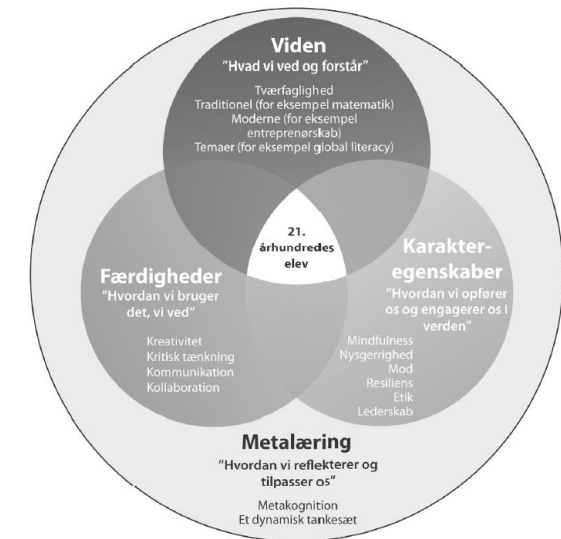 Viden
"Hvad vi ved og forstår"
Tværfaglighed
Traditionel (for eksempel matematik)
Moderne (for eksempel
entreprenørskab)
Temaer (for eksempel global literacy)
21.
århundredes
elev
Færdigheder
"Hvordan vi bruger
det, vi ved"
Kreativitet
Kritisk tænkning
Kommunikation
Kollaboration
Karakter-
egenskaber
"Hvordan vi opfører
os og engagerer os i
verden"
Mindfulness
Nysgerrighed
Mod
Resiliens
Etik
Lederskab
Metalæring
"Hvordan vi reflekterer og
tilpasser os"
Metakognition
Et dynamisk tankesæt